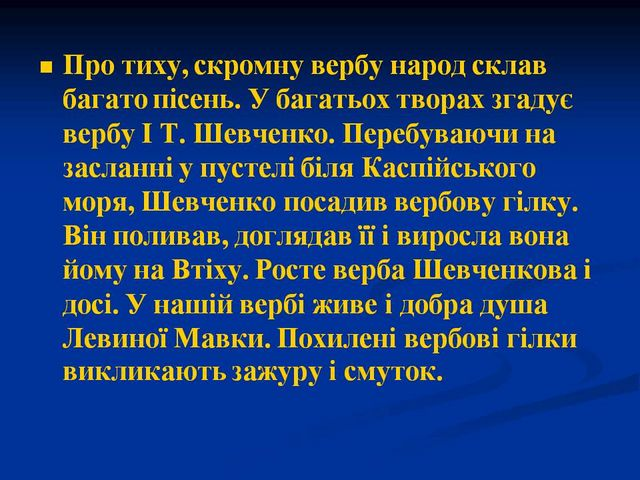 Про тиху, скромну вербу народ склав
багато пісень. У багатьох творах згадує
вербу І Т. Шевченко. Перебуваючи на
засланні у пустелі біля Каспійського
моря, Шевченко посадив вербову гілку.
Він поливав, доглядав її і виросла вона
йому на Втіху. Росте верба Шевченкова і
досі. У нашій вербі живе і добра душа
Левиної Мавки. Похилені вербові гілки
викликають зажуру і смуток.